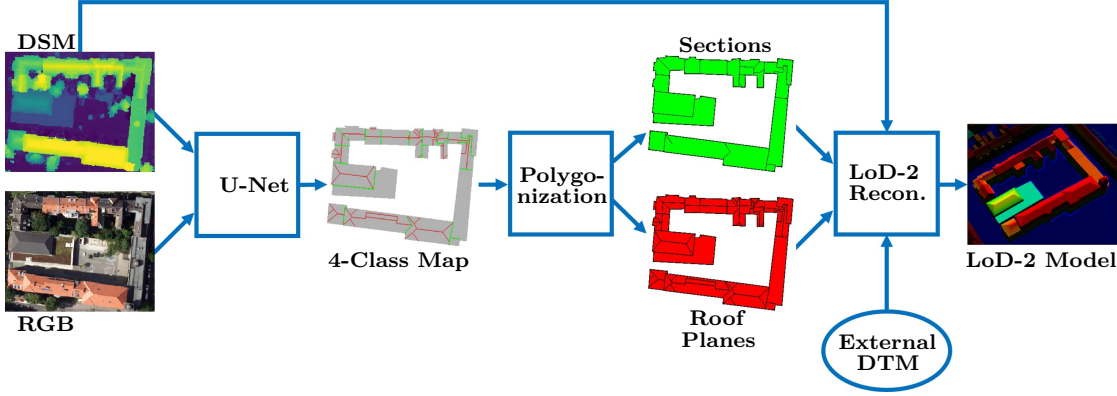 DSM
RGB
U-Net
4-Class Map
Polygo-
nization
Sections
Roof
Planes
LoD-2
Recon.
External
DTM
LoD-2 Model